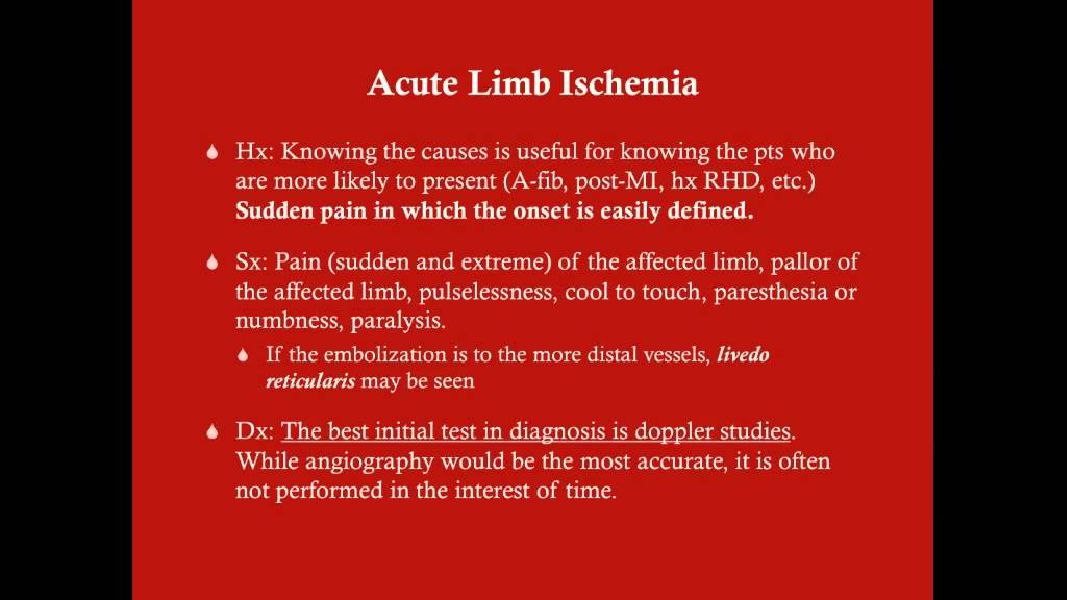 Acute Limb Ischemia
Hx: Knowing the causes is useful for knowing the pts who
are more likely to present (A-fib, post-MI, hx RHD, etc.)
Sudden pain in which the onset is easily defined.
Sx: Pain (sudden and extreme) of the affected limb, pallor of
the affected limb, pulselessness, cool to touch, paresthesia or
numbness, paralysis.
If the embolization is to the more distal vessels, livedo
reticularis may be seen
Dx: The best initial test in diagnosis is doppler studies.
While angiography would be the most accurate, it is often
not performed in the interest of time.